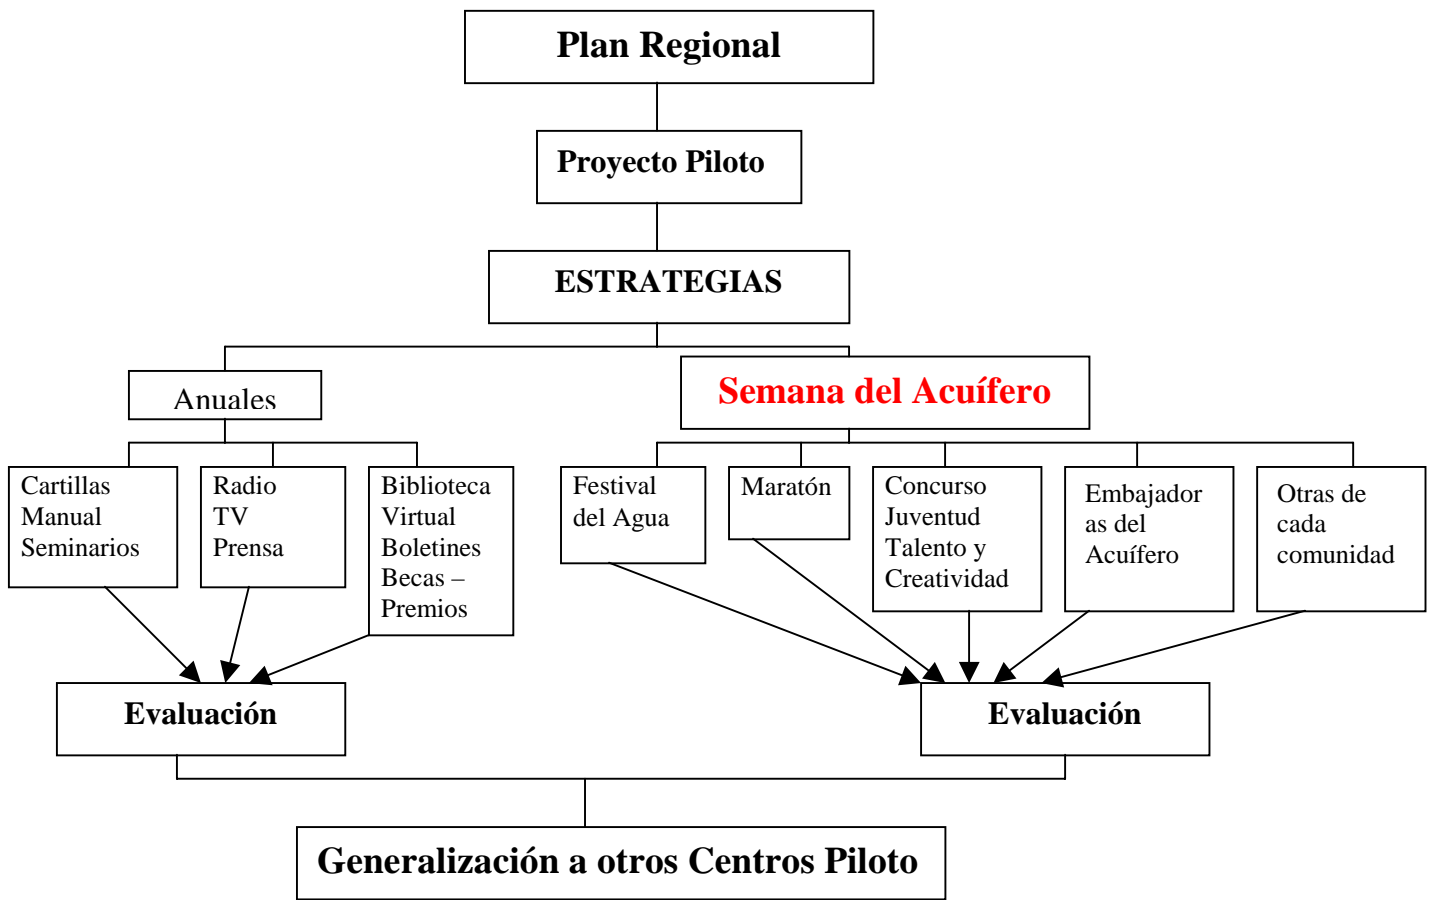 Plan Regional
Proyecto Piloto
ESTRATEGIAS
Anuales
Semana del Acuífero
Cartillas
Manual
Seminarios
Radio
TV
Prensa
Biblioteca
Virtual
Boletines
Becas –
Premios
Festival
del Agua
Maratón
Concurso
Juventud
Talento y
Creatividad
Embajador
as del
Acuífero
Otras de
cada
comunidad
Evaluación
Evaluación
Generalización a otros Centros Piloto